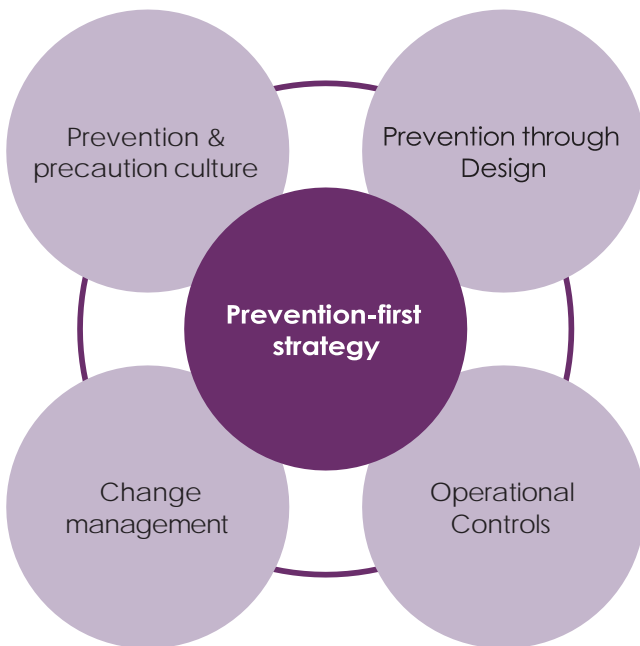 Prevention &
precaution culture
Prevention through
Design
Prevention-first
strategy
Change
management
Operational
Controls